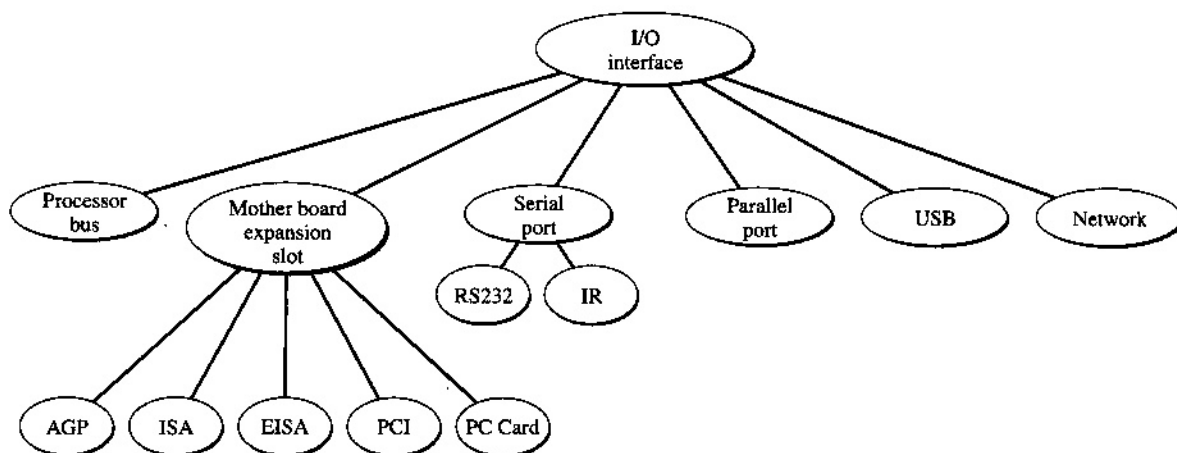 I/O
interface
Processor
bus
Mother board
expansion
slot
Serial
port
Parallel
port
USB
Network
RS232
IR
AGP
ISA
EISA
PCI
PC Card